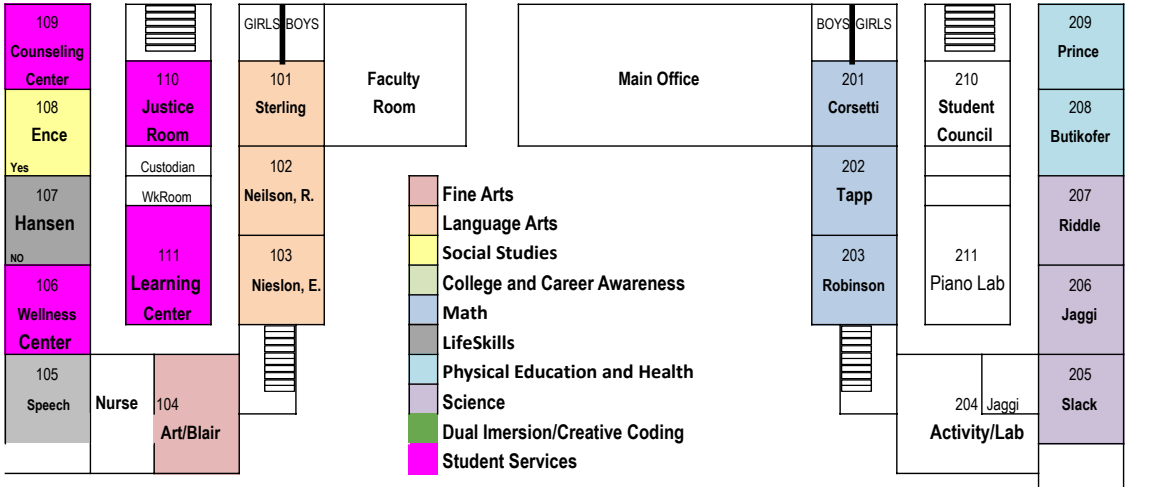 109
Counseling
Center
108
Ence
Yes
107
Hansen
NO
106
Wellness
Center
105
Speech
Nurse
110
Justice
Room
Custodian
WkRoom
111
Learning
Center
104
Art/Blair
GIRLS BOYS
101
Sterling
102
Neilson, R.
103
Nieslon, E.
Faculty
Room
Fine Arts
Language Arts
Social Studies
College and Career Awareness
Math
LifeSkills
Physical Education and Health
Science
Dual Imersion/Creative Coding
Student Services
Main Office
BOYS GIRLS
201
Corsetti
202
Tapp
203
Robinson
210
Student
Council
211
Piano Lab
204 Jaggi
Activity/Lab
209
Prince
208
Butikofer
207
Riddle
206
Jaggi
205
Slack